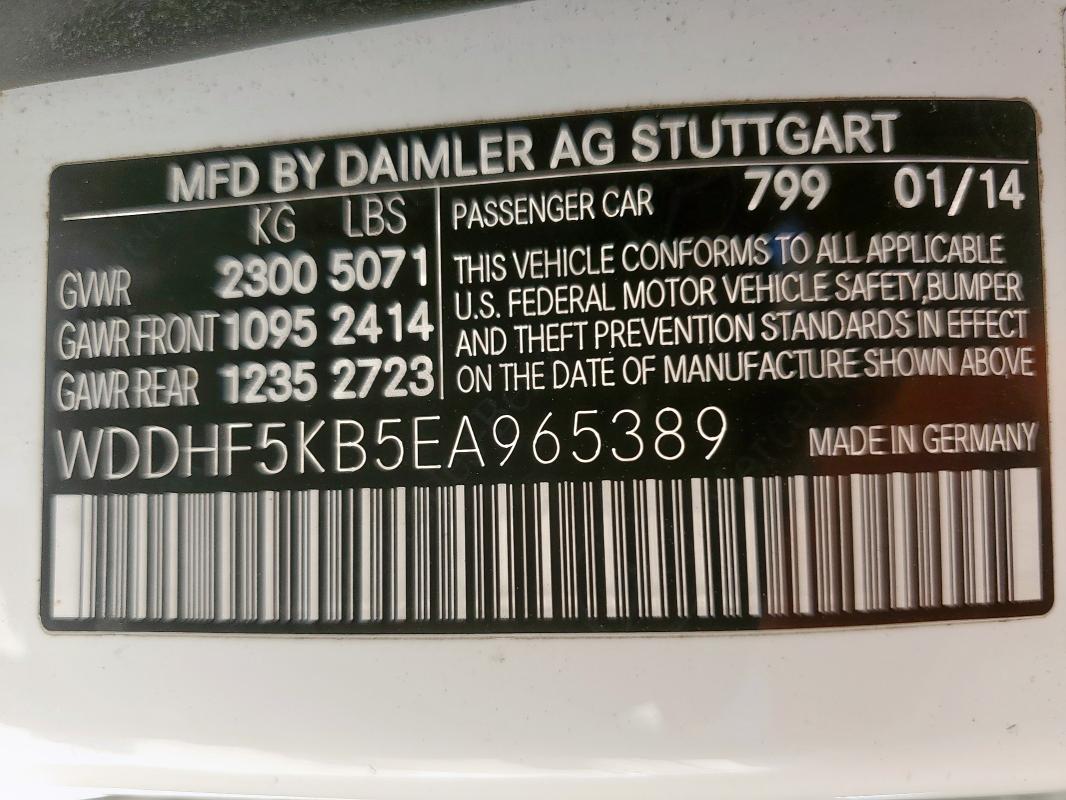 MFD BY DAIMLER AG STUTTGART
KG LBS
GVWR 2300 5071
GAWR FRONT 1095 2414
GAWR REAR 1235 2723
PASSENGER CAR 799 01/14
THIS VEHICLE CONFORMS TO ALL APPLICABLE
U.S. FEDERAL MOTOR VEHICLE SAFETY, BUMPER
AND THEFT PREVENTION STANDARDS IN EFFECT
ON THE DATE OF MANUFACTURE SHOWN ABOVE
WDDHF5KB5EA965389 MADE IN GERMANY